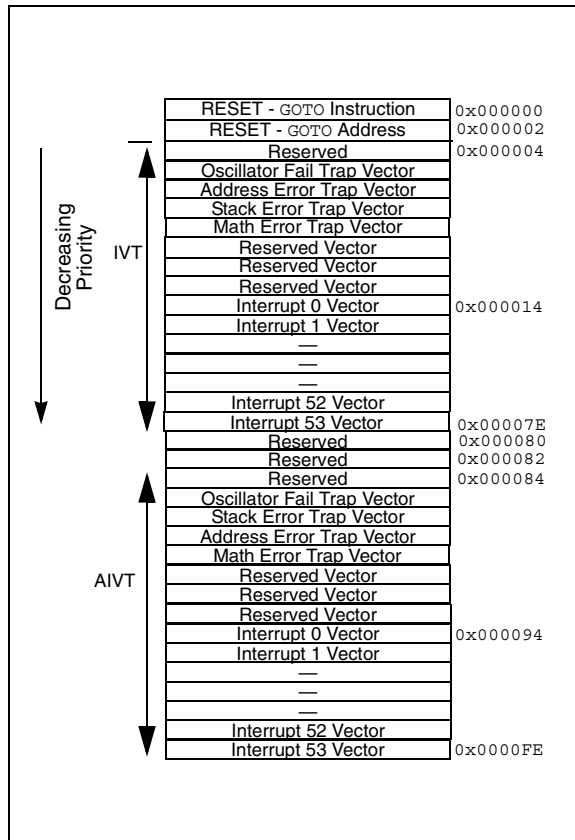 RESET - GOTO Instruction 0x000000
RESET - GOTO Address 0x000002
Reserved 0x000004
Oscillator Fail Trap Vector
Address Error Trap Vector
Stack Error Trap Vector
Math Error Trap Vector
Reserved Vector
Reserved Vector
Reserved Vector
Interrupt 0 Vector 0x000014
Interrupt 1 Vector
—
—
—
Interrupt 52 Vector
Interrupt 53 Vector 0x00007E
Reserved 0x000080
Reserved 0x000082
Reserved 0x000084
Oscillator Fail Trap Vector
Stack Error Trap Vector
Address Error Trap Vector
Math Error Trap Vector
Reserved Vector
Reserved Vector
Reserved Vector
Interrupt 0 Vector 0x000094
Interrupt 1 Vector
—
—
—
Interrupt 52 Vector
Interrupt 53 Vector 0x0000FE
Decreasing
Priority
IVT
AIVT